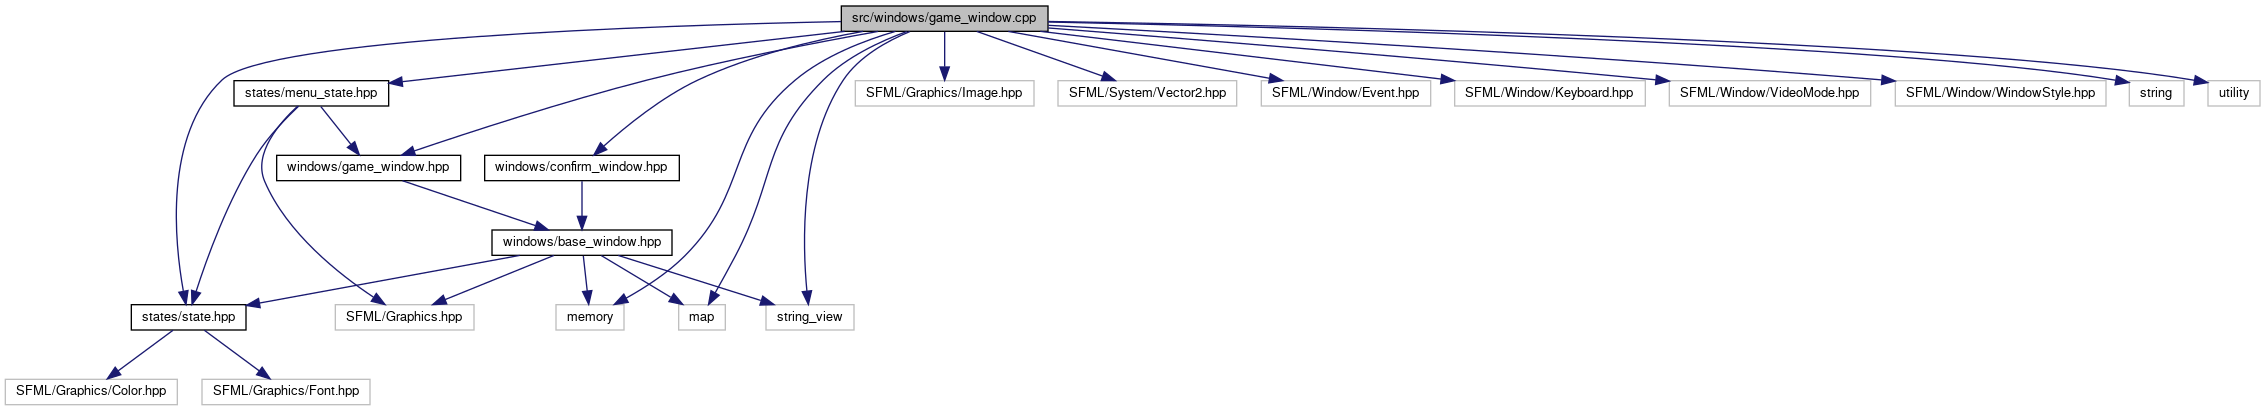 src/windows/game_window.cpp
states/menu_state.hpp
SFML/Graphics/Image.hpp
SFML/System/Vector2.hpp
SFML/Window/Event.hpp
SFML/Window/Keyboard.hpp
SFML/Window/VideoMode.hpp
SFML/Window/WindowStyle.hpp
string
utility
windows/game_window.hpp
windows/confirm_window.hpp
windows/base_window.hpp
states/state.hpp
SFML/Graphics.hpp
memory
map
string_view
SFML/Graphics/Color.hpp
SFML/Graphics/Font.hpp